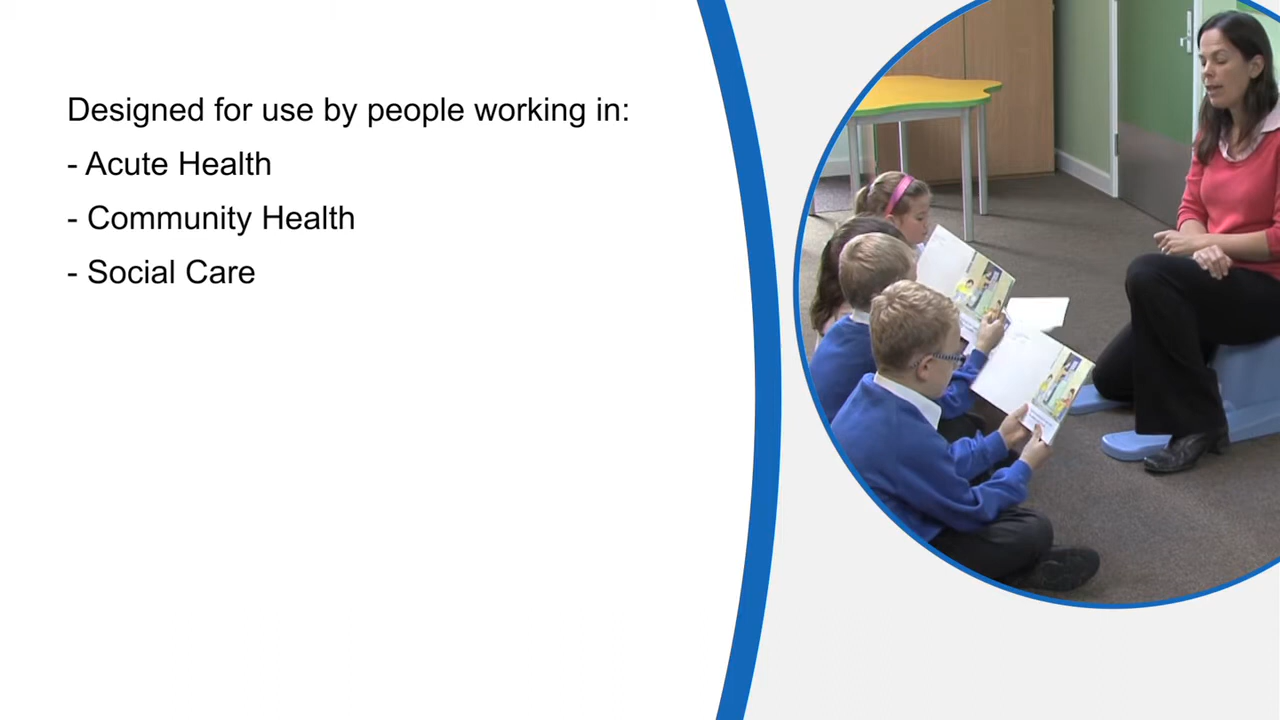 Designed for use by people working in:
- Acute Health
- Community Health
- Social Care